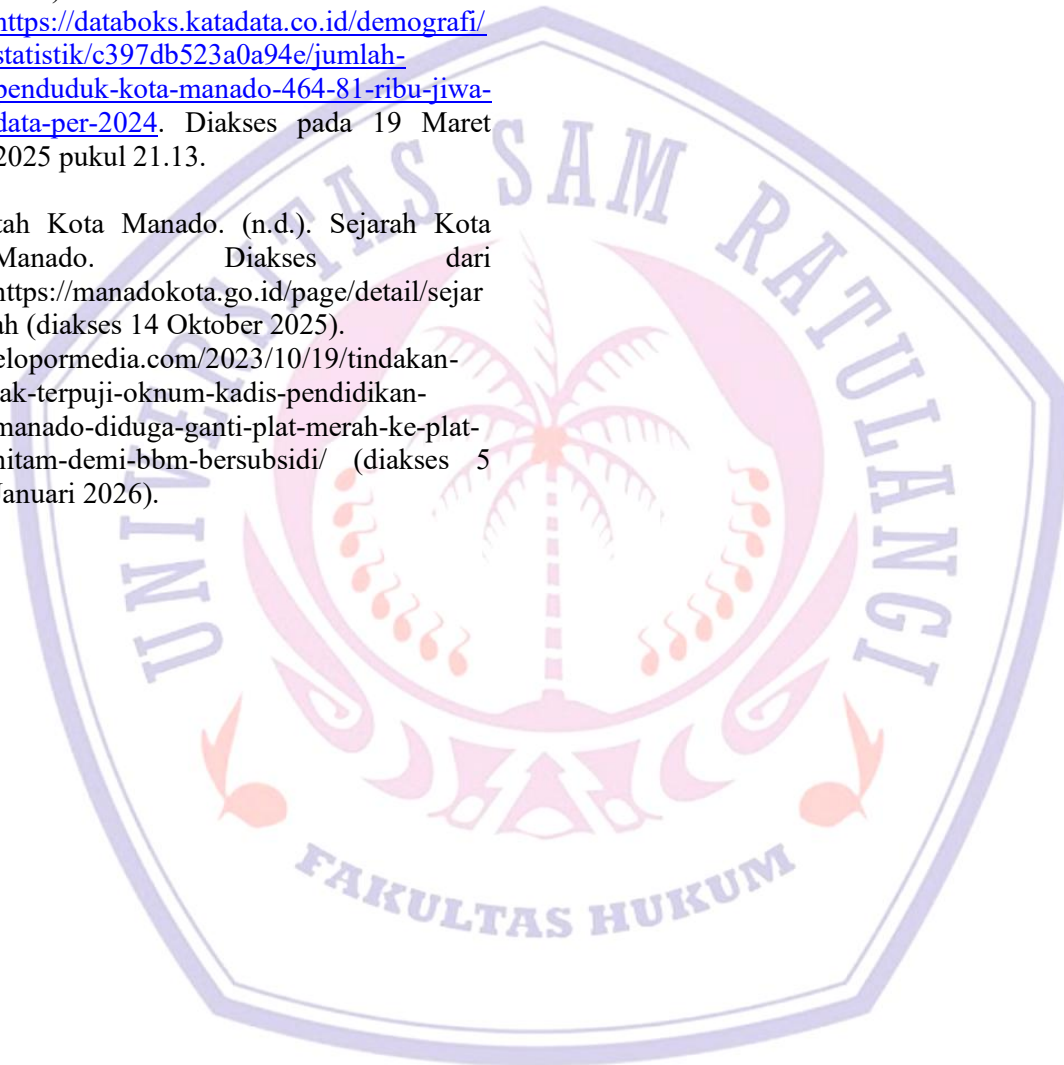 https://databoks.katadata.co.id/demografi/
statistik/c397db523a0a94e/jumlah-
penduduk-kota-manado-464-81-ribu-jiwa-
data-per-2024. Diakses pada 19 Maret
2025 pukul 21.13.
tah Kota Manado. (n.d.). Sejarah Kota
Manado. Diakses dari
https://manadokota.go.id/page/detail/sejar
ah (diakses 14 Oktober 2025).
elopormedia.com/2023/10/19/tindakan-
tak-terpuji-oknum-kadis-pendidikan-
manado-diduga-ganti-plat-merah-ke-plat-
hitam-demi-bbm-bersubsidi/ (diakses 5
Januari 2026).
UNIVERSITAS SAM RATULANGI
FAKULTAS HUKUM